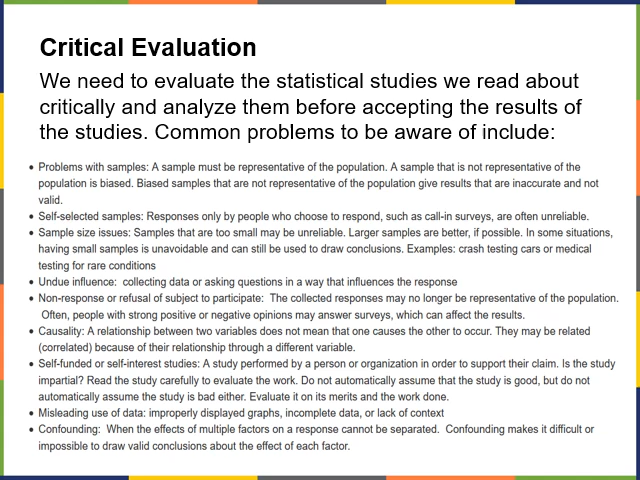 Critical Evaluation
We need to evaluate the statistical studies we read about
critically and analyze them before accepting the results of
the studies. Common problems to be aware of include:
• Problems with samples: A sample must be representative of the population. A sample that is not representative of the
population is biased. Biased samples that are not representative of the population give results that are inaccurate and not
valid.
• Self-selected samples: Responses only by people who choose to respond, such as call-in surveys, are often unreliable.
• Sample size issues: Samples that are too small may be unreliable. Larger samples are better, if possible. In some situations,
having small samples is unavoidable and can still be used to draw conclusions. Examples: crash testing cars or medical
testing for rare conditions
• Undue influence: collecting data or asking questions in a way that influences the response
• Non-response or refusal of subject to participate: The collected responses may no longer be representative of the population.
Often, people with strong positive or negative opinions may answer surveys, which can affect the results.
• Causality: A relationship between two variables does not mean that one causes the other to occur. They may be related
(correlated) because of their relationship through a different variable.
• Self-funded or self-interest studies: A study performed by a person or organization in order to support their claim. Is the study
impartial? Read the study carefully to evaluate the work. Do not automatically assume that the study is good, but do not
automatically assume the study is bad either. Evaluate it on its merits and the work done.
• Misleading use of data: improperly displayed graphs, incomplete data, or lack of context
• Confounding: When the effects of multiple factors on a response cannot be separated. Confounding makes it difficult or
impossible to draw valid conclusions about the effect of each factor.